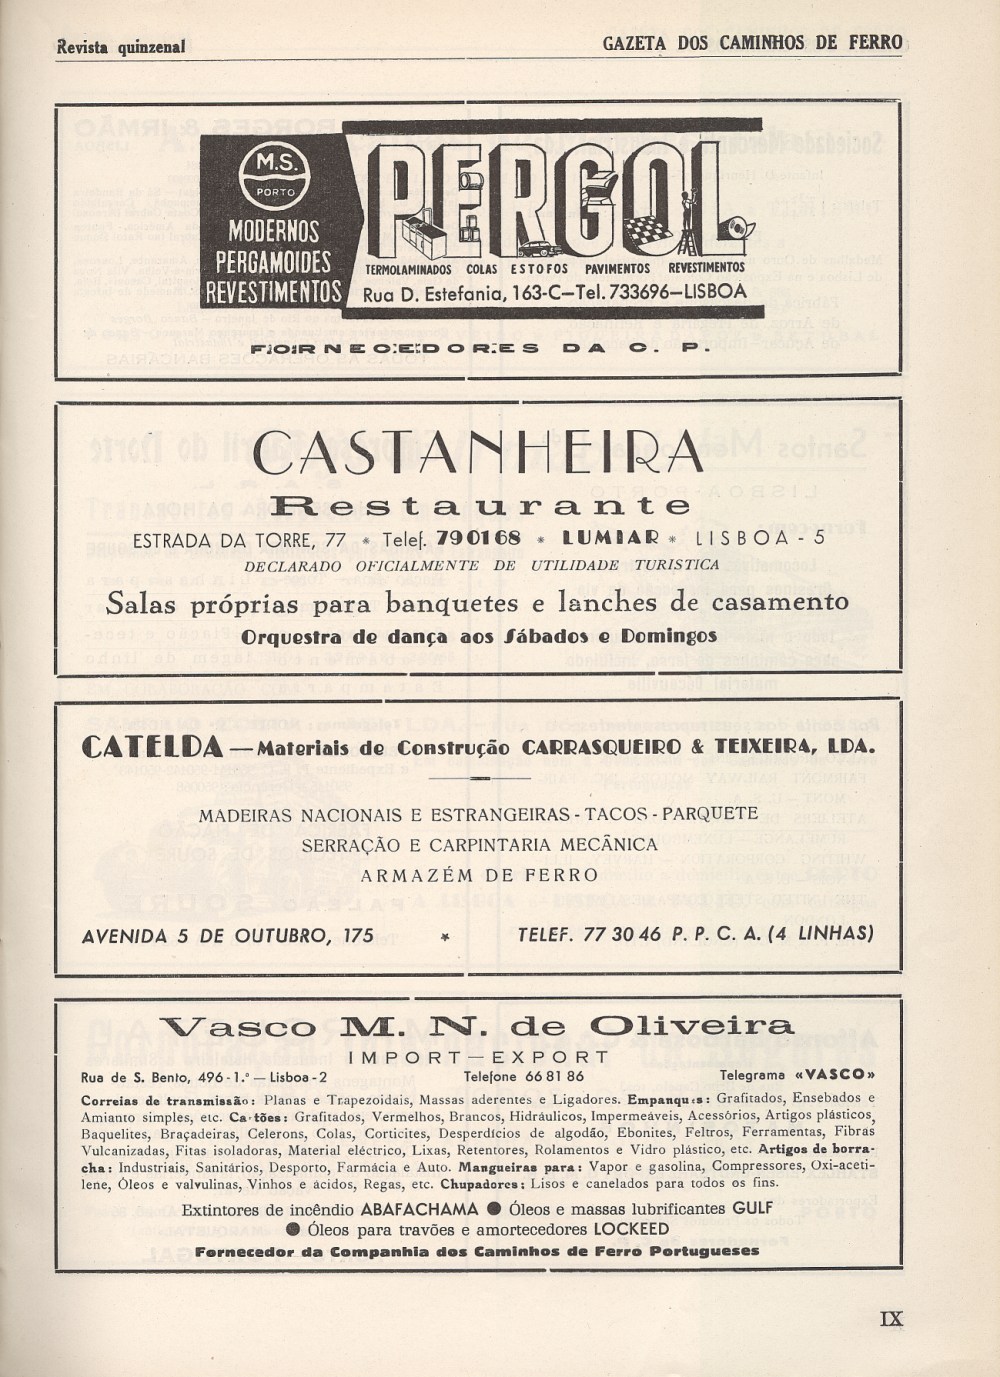 Revista quinzenal GAZETA DOS CAMINHOS DE FERRO
M.S.
PORTO
MODERNOS
PERGAMOIDES
REVESTIMENTOS
PERGOL
TERMOLAMINADOS COLAS ESTOFOS PAVIMENTOS REVESTIMENTOS
Rua D. Estefania, 163-C—Tel. 733696—LISBOA
FORNECEDORES DA C. P.
CASTANHEIRA
Restaurante
ESTRADA DA TORRE, 77 * Telef. 790168 * LUMIAR * LISBOA - 5
DECLARADO OFICIALMENTE DE UTILIDADE TURISTICA
Salas próprias para banquetes e lanches de casamento
Orquestra de dança aos Sábados e Domingos
CATELDA — Materiais de Construção CARRASQUEIRO & TEIXEIRA, LDA.
MADEIRAS NACIONAIS E ESTRANGEIRAS - TACOS - PARQUETE
SERRAÇÃO E CARPINTARIA MECÂNICA
ARMAZÉM DE FERRO
AVENIDA 5 DE OUTUBRO, 175 * TELEF. 77 30 46 P. P. C. A. (4 LINHAS)
Vasco M. N. de Oliveira
IMPORT — EXPORT
Rua de S. Bento, 496-1.º — Lisboa-2 Telefone 66 81 86 Telegrama «VASCO»
Correias de transmissão: Planas e Trapezoidais, Massas aderentes e Ligadores. Empanques: Grafitados, Ensebados e
Amianto simples, etc. Cartões: Grafitados, Vermelhos, Brancos, Hidráulicos, Impermeáveis, Acessórios, Artigos plásticos,
Baquelites, Braçadeiras, Celerons, Colas, Corticites, Desperdícios de algodão, Ebonites, Feltros, Ferramentas, Fibras
Vulcanizadas, Fitas isoladoras, Material eléctrico, Lixas, Retentores, Rolamentos e Vidro plástico, etc. Artigos de borra-
cha: Industriais, Sanitários, Desporto, Farmácia e Auto. Mangueiras para: Vapor e gasolina, Compressores, Oxi-aceti-
lene, Óleos e valvulinas, Vinhos e ácidos, Regas, etc. Chupadores: Lisos e canelados para todos os fins.
Extintores de incêndio ABAFACHAMA ● Óleos e massas lubrificantes GULF
● Óleos para travões e amortecedores LOCKEED
Fornecedor da Companhia dos Caminhos de Ferro Portugueses
IX